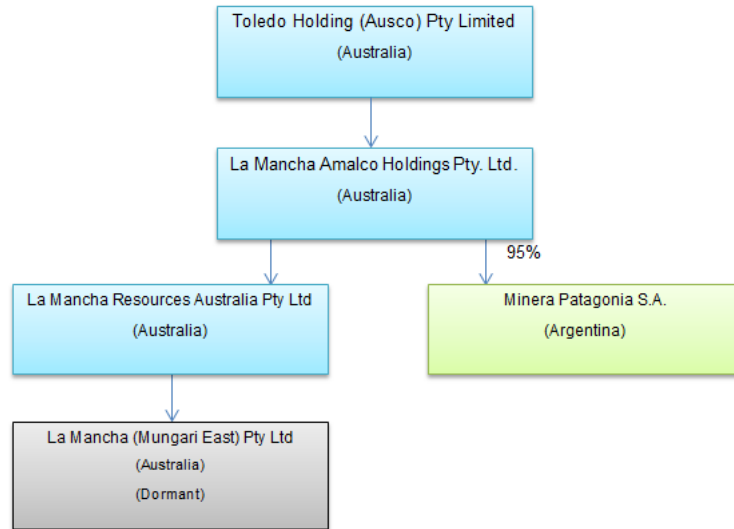 Toledo Holding (Ausco) Pty Limited
(Australia)
La Mancha Amalco Holdings Pty. Ltd.
(Australia)
95%
La Mancha Resources Australia Pty Ltd
(Australia)
Minera Patagonia S.A.
(Argentina)
La Mancha (Mungari East) Pty Ltd
(Australia)
(Dormant)